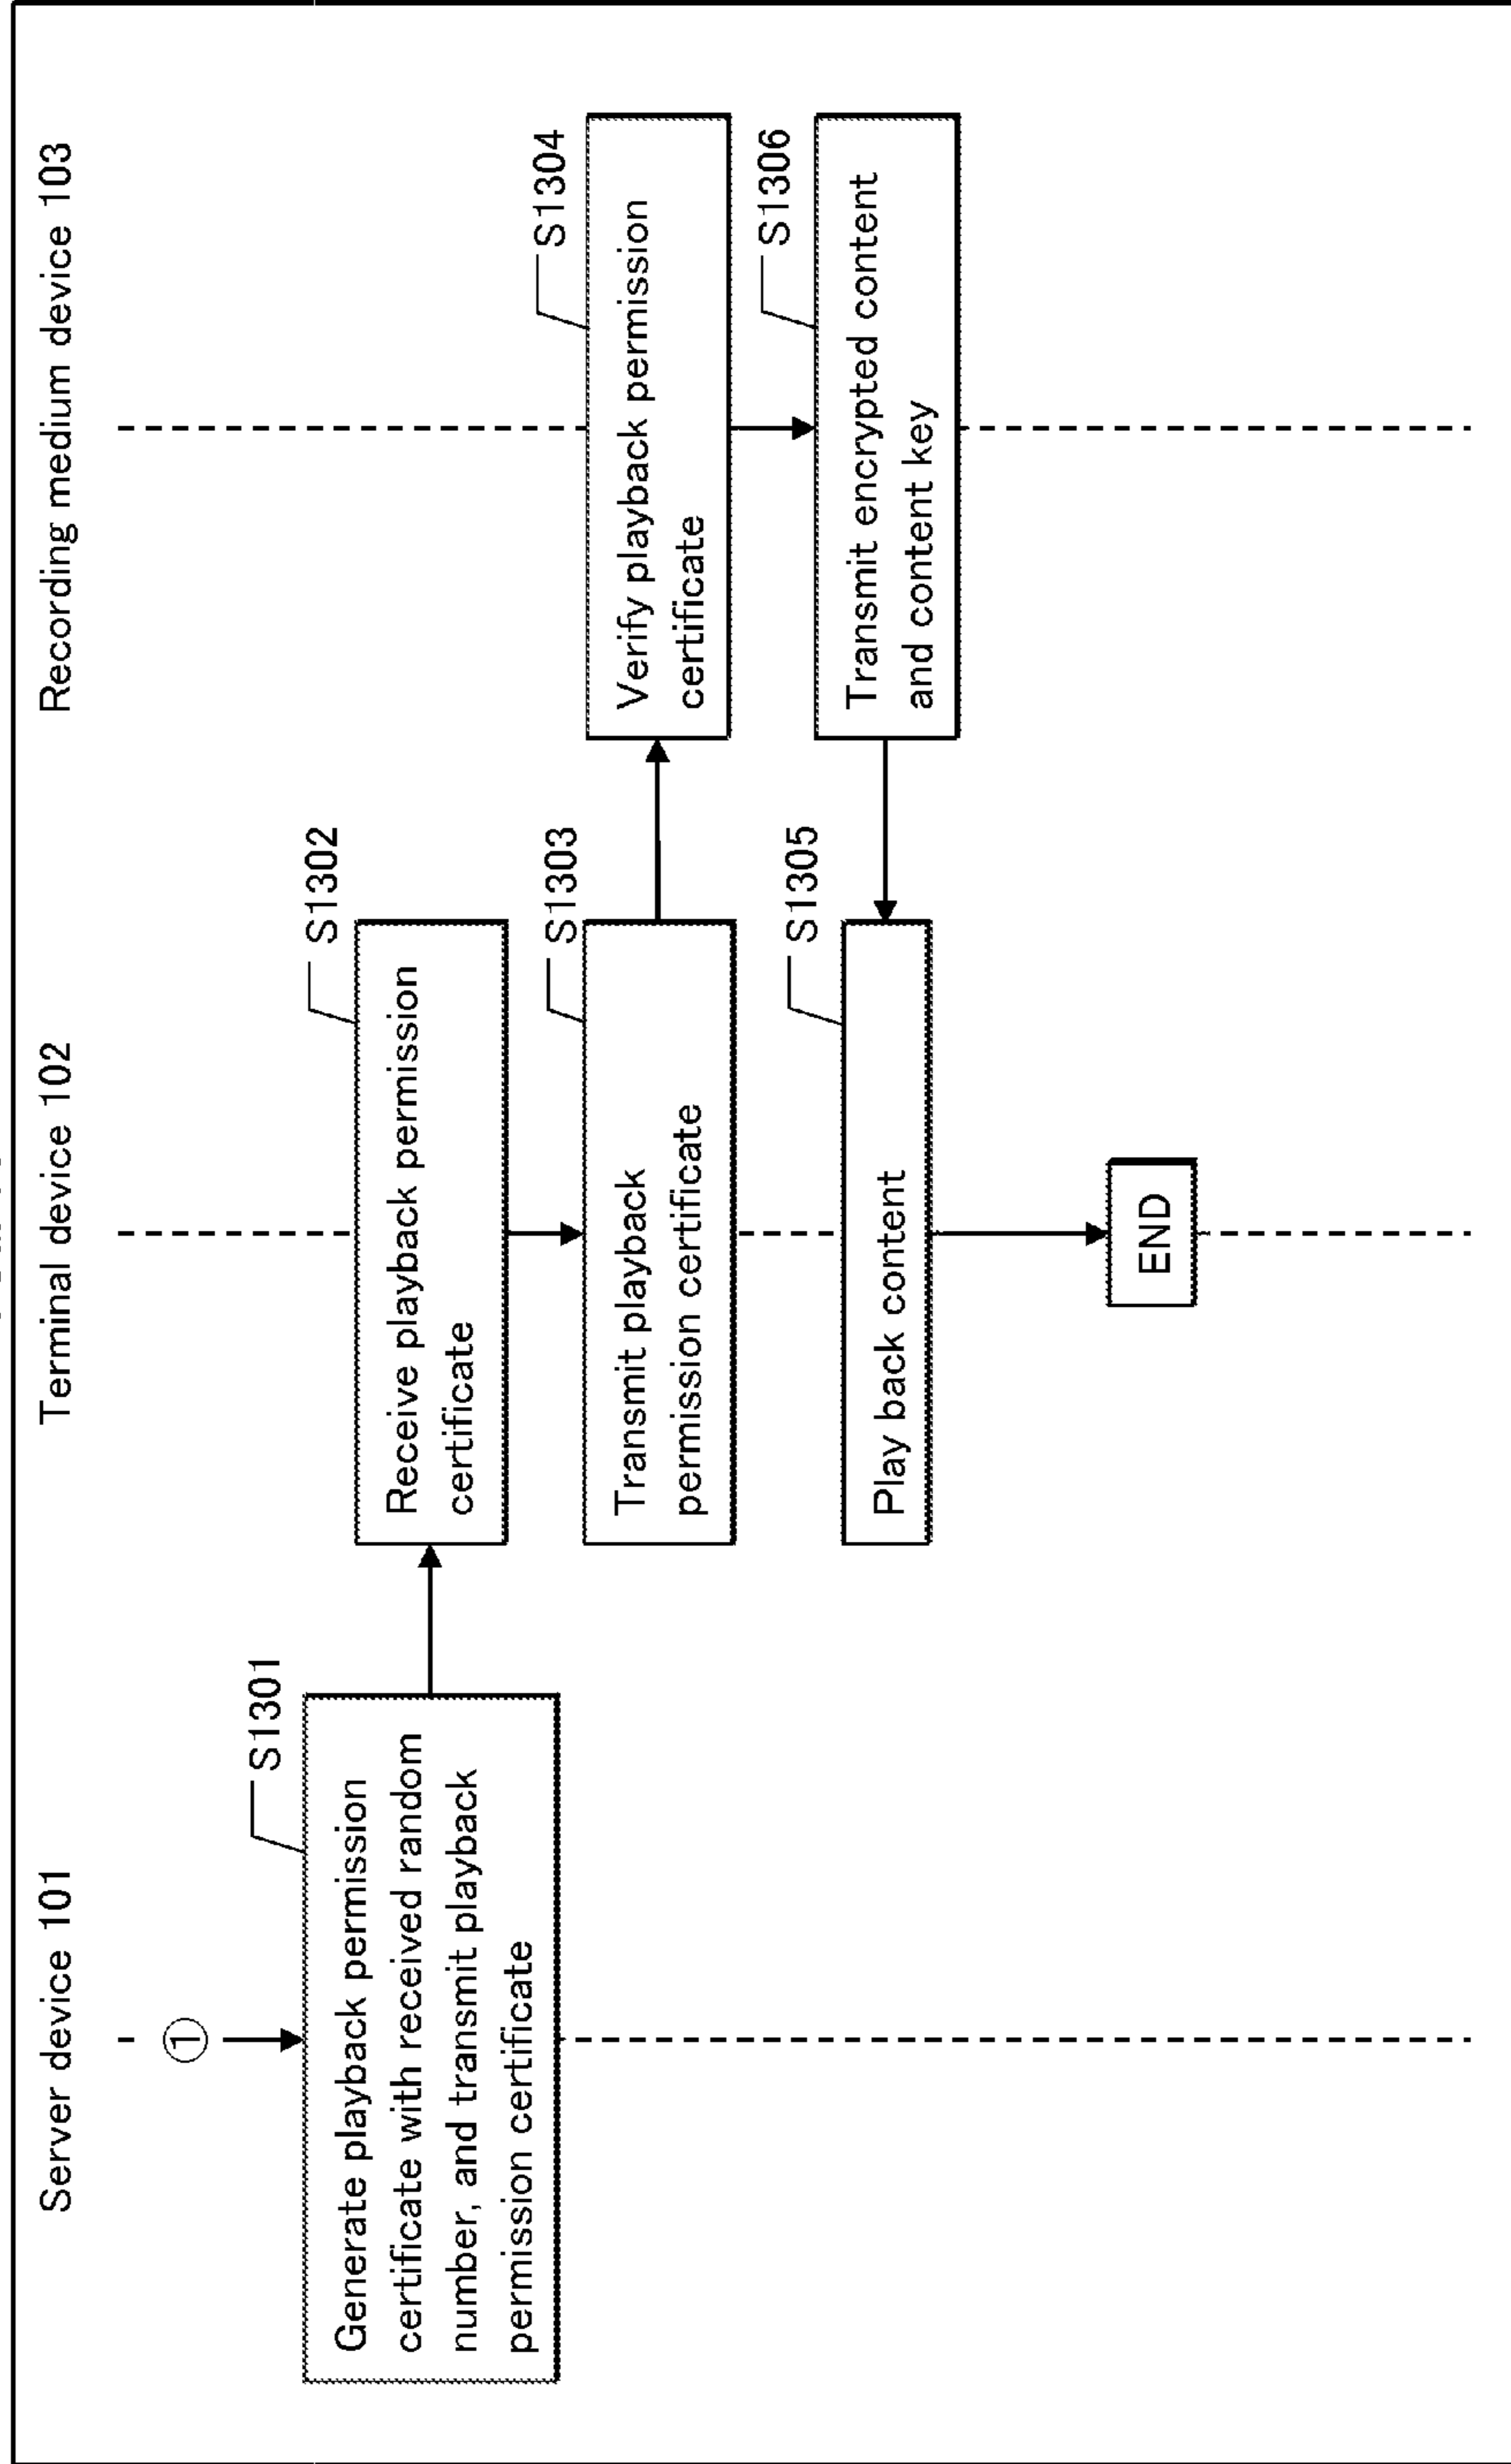 Server device 101
Terminal device 102
Recording medium device 103
①
S1301
Generate playback permission
certificate with received random
number, and transmit playback
permission certificate
S1302
Receive playback permission
certificate
S1303
Transmit playback
permission certificate
S1304
Verify playback permission
certificate
S1306
Transmit encrypted content
and content key
S1305
Play back content
END